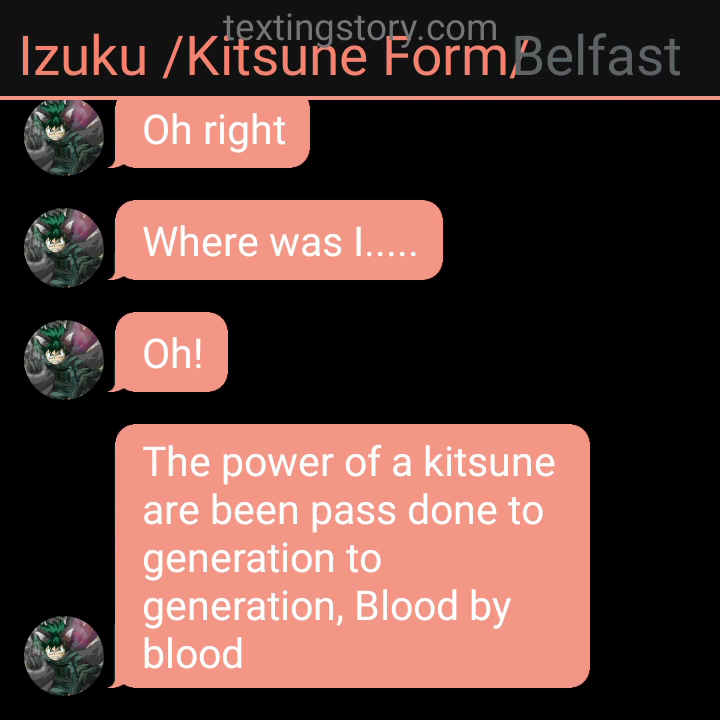 textingstory.com
Izuku /Kitsune Form/Belfast
Oh right
Where was I.....
Oh!
The power of a kitsune
are been pass done to
generation to
generation, Blood by
blood